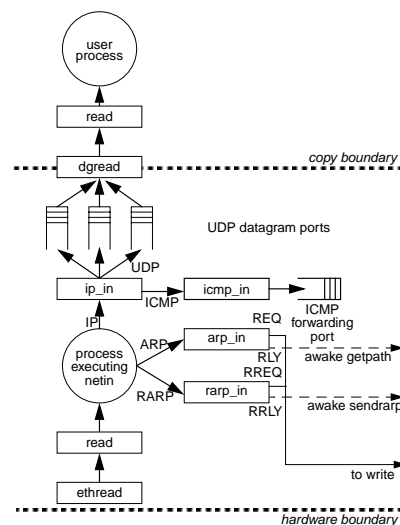 user
process
read
copy boundary
dgread
UDP datagram ports
UDP
ip_in
icmp_in
ICMP
ICMP
forwarding
port
IP
REQ
ARP
arp_in
process
executing
netin
RLY
awake getpath
RREQ
RARP
rarp_in
RRLY
awake sendrarp
read
to write
ethread
hardware boundary